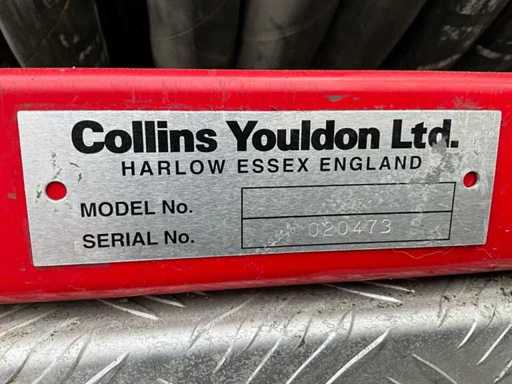 Collins Youldon Ltd.
HARLOW ESSEX ENGLAND
MODEL No.
SERIAL No. 020473